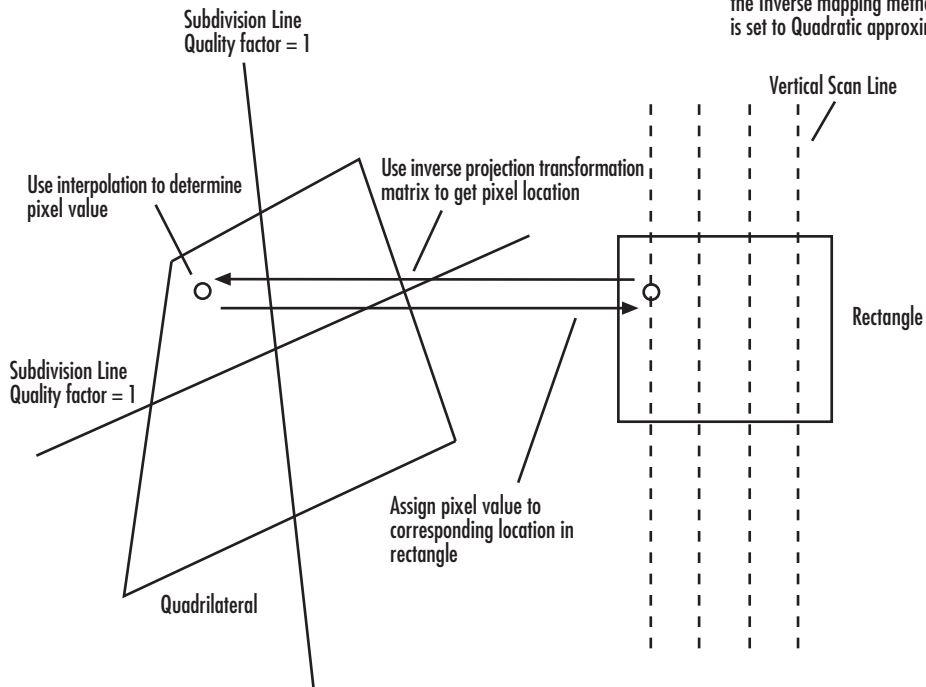 the Inverse mapping
is set to Quadratic
Subdivision Line
Quality factor = 1
Vertical Scan Line
Use interpolation to determine
pixel value
Use inverse projection transformation
matrix to get pixel location
Rectangle
Subdivision Line
Quality factor = 1
Assign pixel value to
corresponding location in
rectangle
Quadrilateral